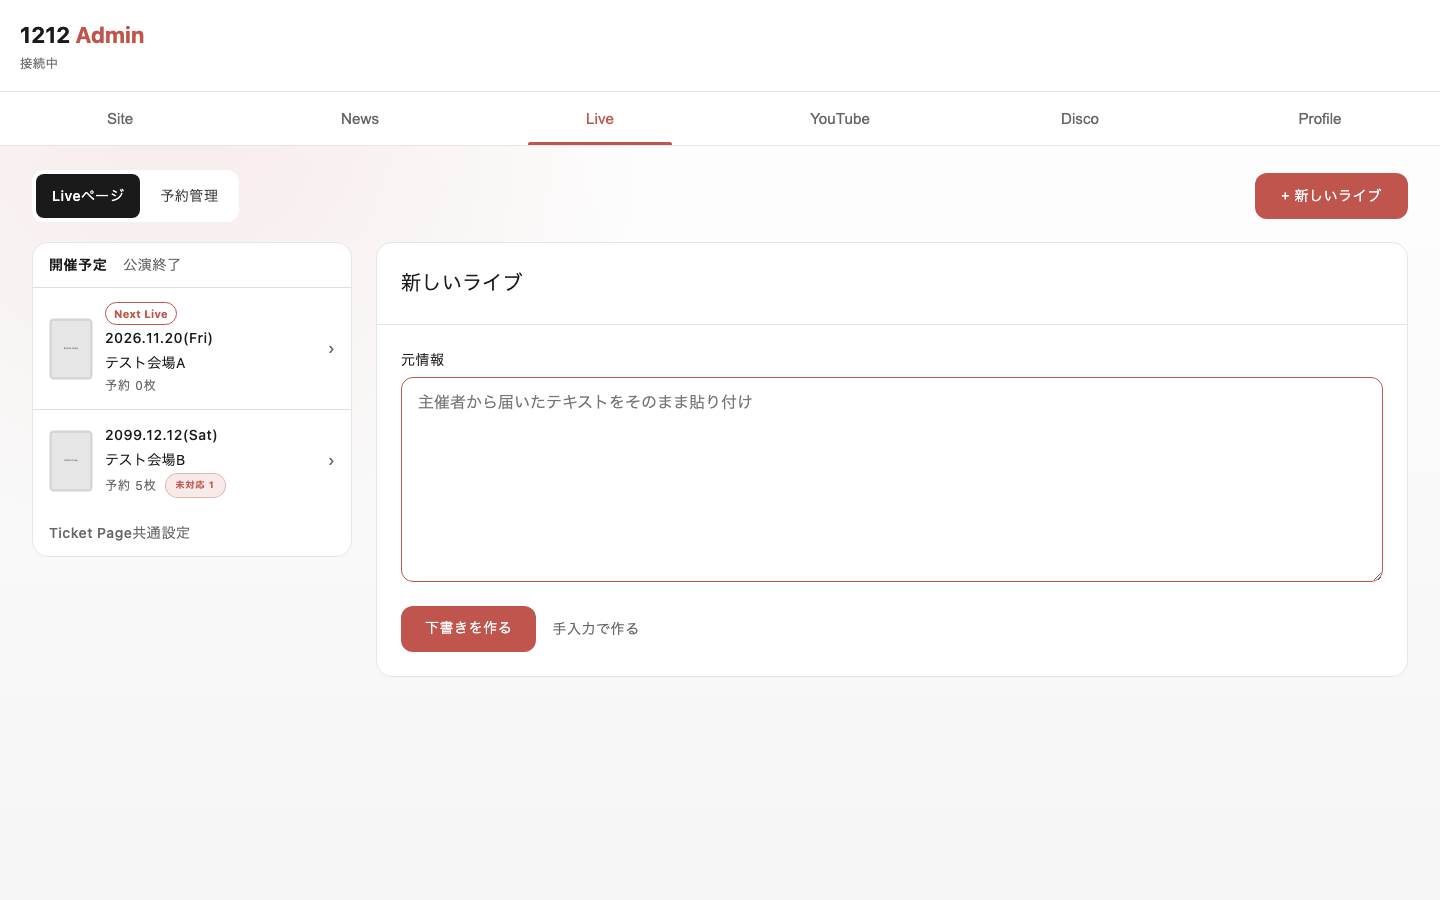 1212 Admin
接続中
Site
News
Live
YouTube
Disco
Profile
Liveページ
予約管理
+ 新しいライブ
開催予定
公演終了
Next Live
2026.11.20(Fri)
テスト会場A
予約 0枚
2099.12.12(Sat)
テスト会場B
予約 5枚
未対応 1
Ticket Page共通設定
新しいライブ
元情報
主催者から届いたテキストをそのまま貼り付け
下書きを作る
手入力で作る